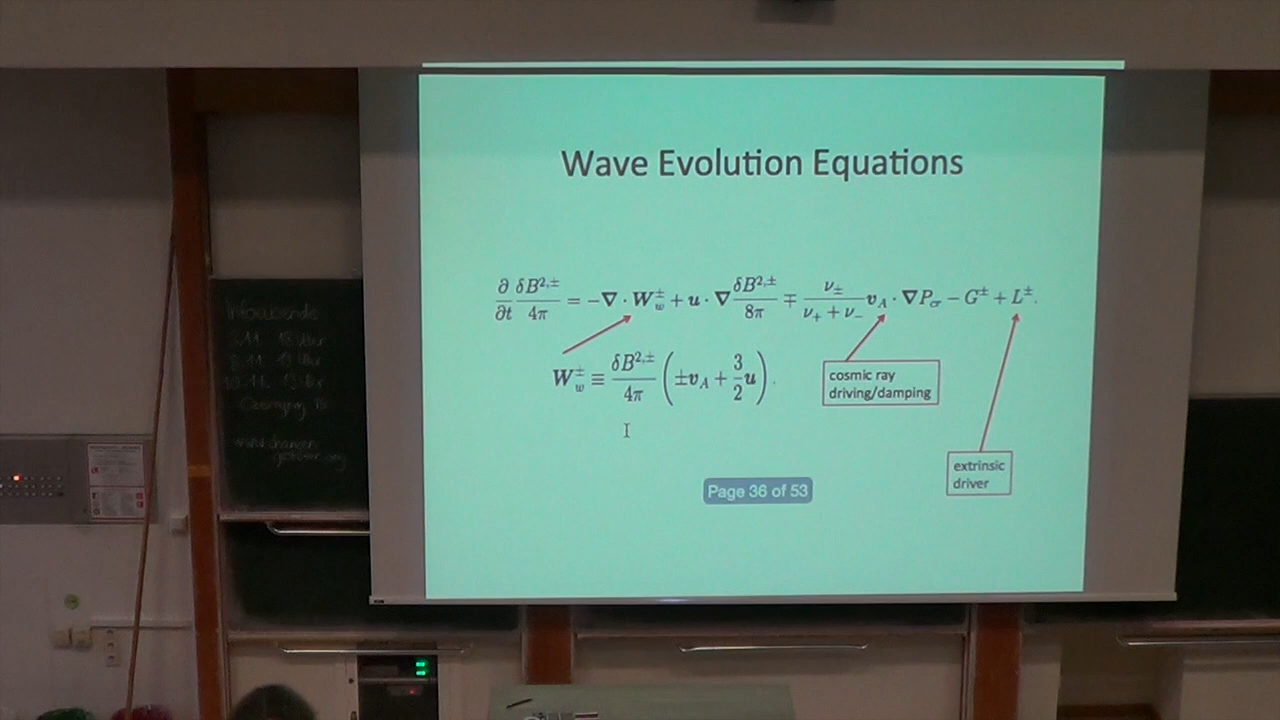 Wave Evolution Equations
∂/∂t δB^{2,±}/4π = −∇ · W_w^± + u · ∇ δB^{2,±}/8π ∓ ν_±/(ν_+ + ν_−) v_A · ∇P_cr − G^± + L^±.
W_w^± ≡ δB^{2,±}/4π (±v_A + 3/2 u).
cosmic ray
driving/damping
extrinsic
driver
Page 36 of 53